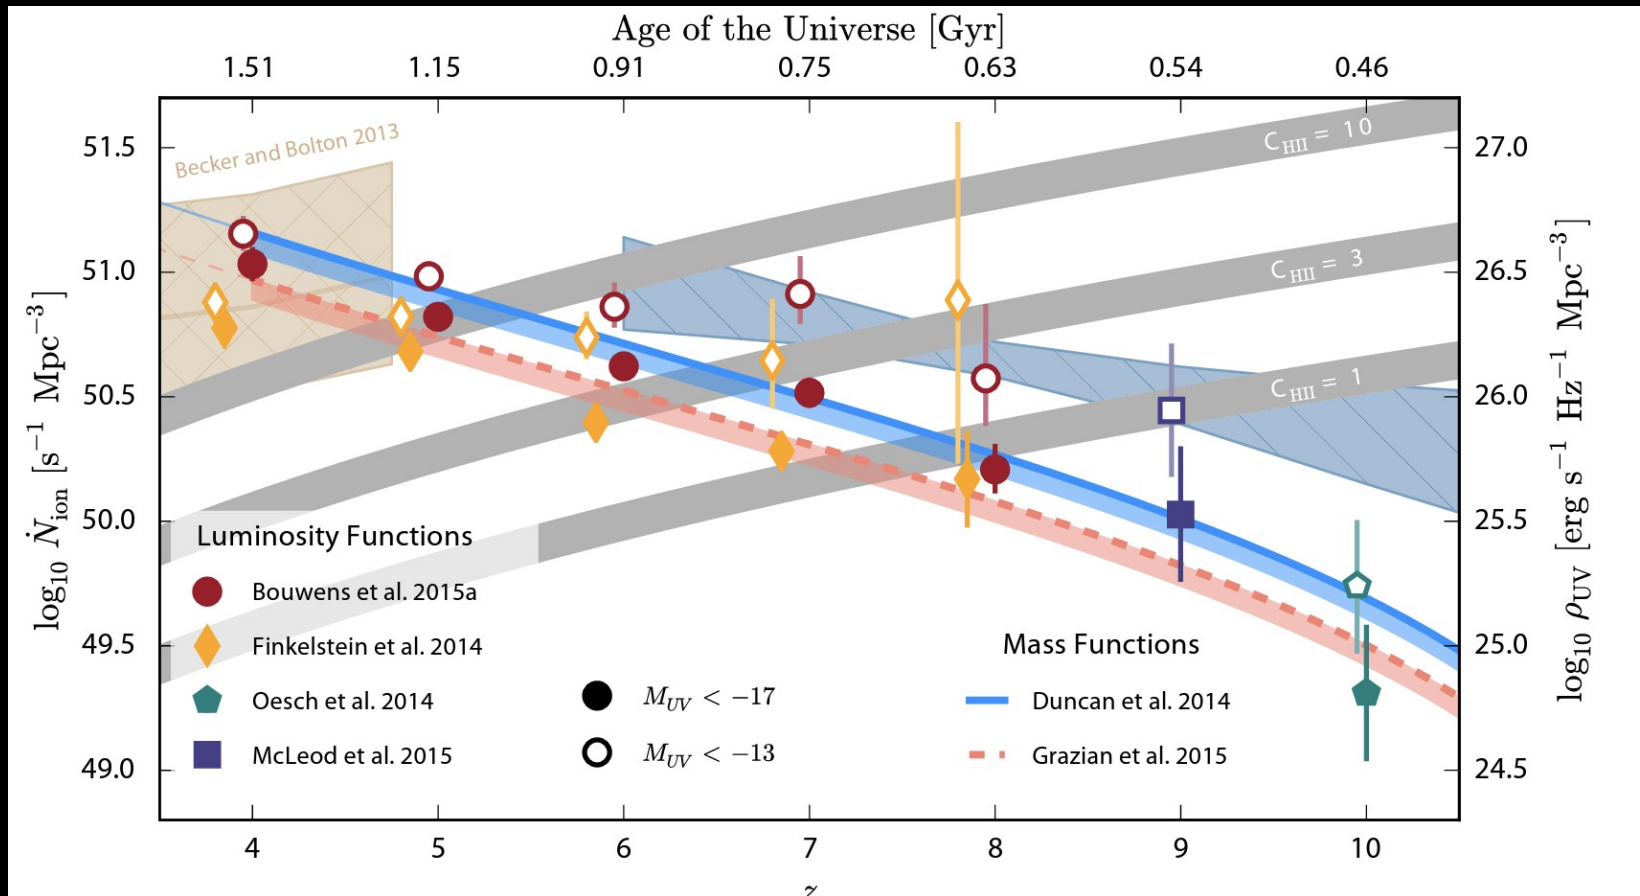 Age of the Universe [Gyr]
1.51 1.15 0.91 0.75 0.63 0.54 0.46
51.5
51.0
50.5
50.0
49.5
49.0
log₁₀ Ṅ_ion [s⁻¹ Mpc⁻³]
Becker and Bolton 2013
C_HII = 10
C_HII = 3
C_HII = 1
27.0
26.5
26.0
25.5
25.0
24.5
log₁₀ ρ_UV [erg s⁻¹ Hz⁻¹ Mpc⁻³]
Luminosity Functions
Bouwens et al. 2015a
Finkelstein et al. 2014
Oesch et al. 2014
McLeod et al. 2015
M_UV < −17
M_UV < −13
Mass Functions
Duncan et al. 2014
Grazian et al. 2015
4 5 6 7 8 9 10
z